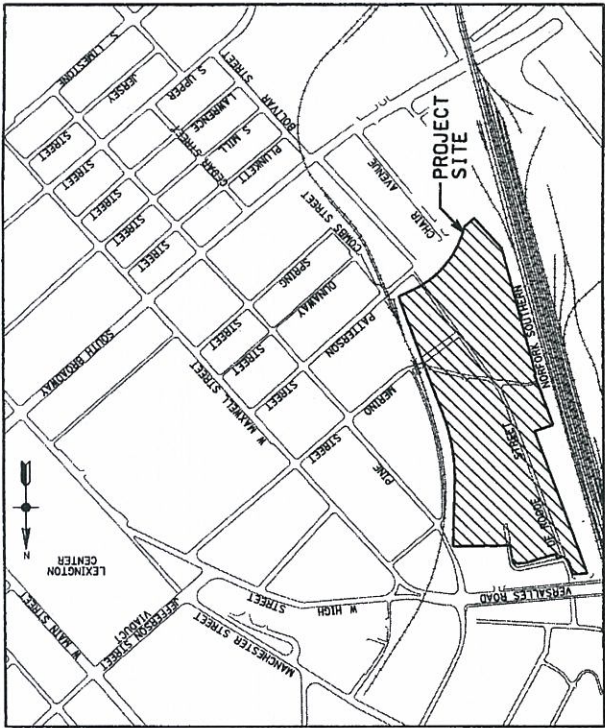 S. LIMESTONE
STREET
JERSEY
STREET
S. UPPER
STREET
LAWRENCE
STREET
S. MILL
PLUNKETT
BOLIVAR
STREET
CEDAR STREET
COMBS STREET
SPRING
STREET
DUNAWAY
STREET
PATTERSON
STREET
MERINO
STREET
PINE
CHAIR
AVENUE
PROJECT
SITE
NORFOLK SOUTHERN
DE ROODE
STREET
VERSAILLES ROAD
SOUTH BROADWAY
W MAXWELL STREET
W HIGH
STREET
MANCHESTER STREET
JEFFERSON STREET
VIADUCT
W MAIN STREET
LEXINGTON
CENTER
N